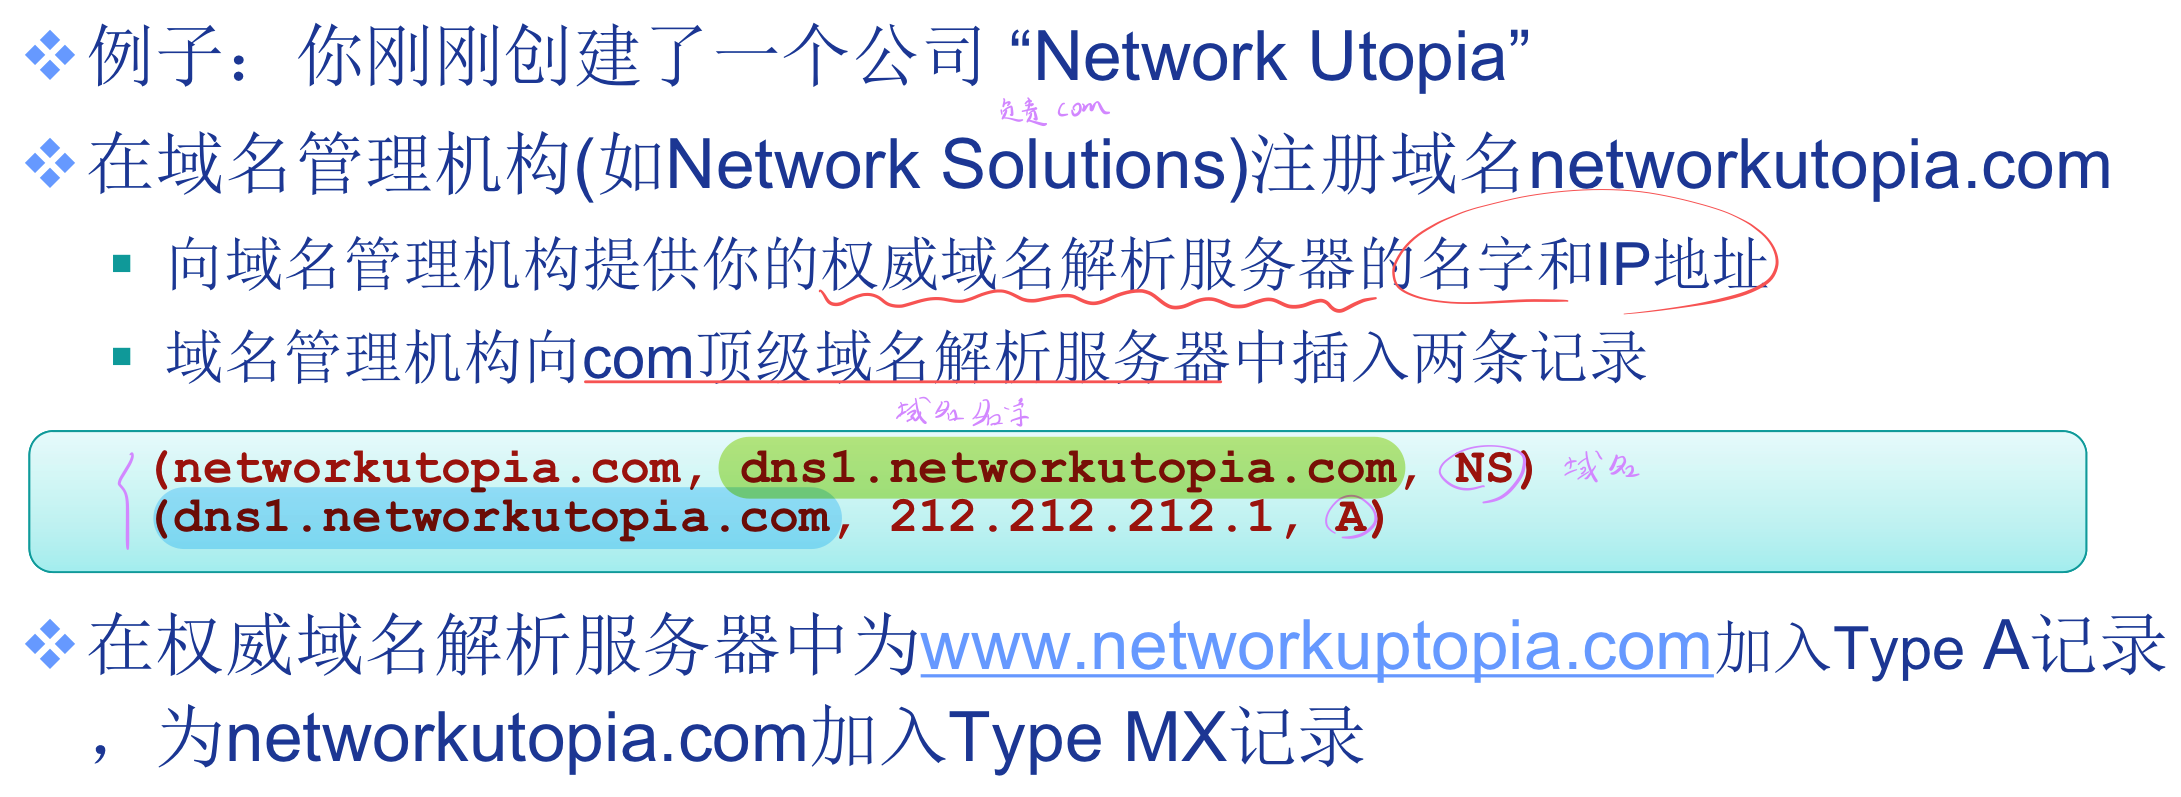 例子：你刚刚创建了一个公司 “Network Utopia”
负责 com
在域名管理机构(如Network Solutions)注册域名networkutopia.com
向域名管理机构提供你的权威域名解析服务器的名字和IP地址
域名管理机构向com顶级域名解析服务器中插入两条记录
域名名字
(networkutopia.com, dns1.networkutopia.com, NS) 域名
(dns1.networkutopia.com, 212.212.212.1, A)
在权威域名解析服务器中为www.networkuptopia.com加入Type A记录
，为networkutopia.com加入Type MX记录